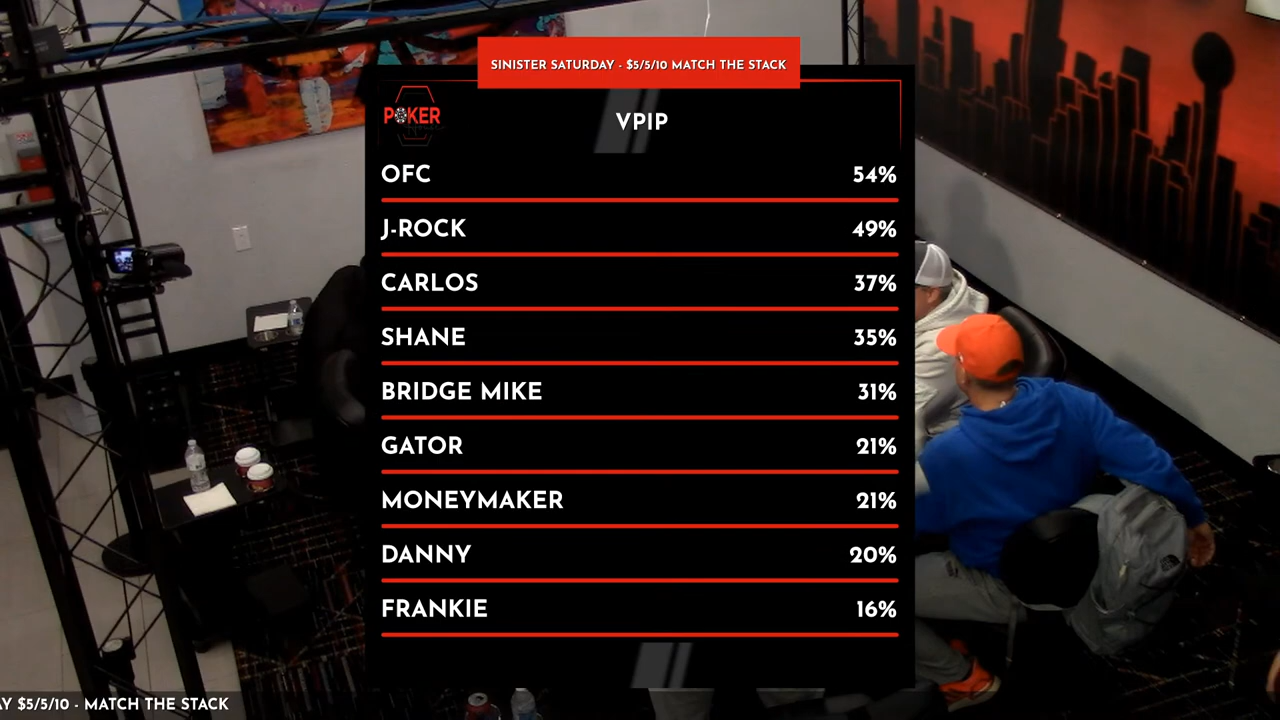 SINISTER SATURDAY - $5/5/10 MATCH THE STACK
POKER
VPIP
OFC 54%
J-ROCK 49%
CARLOS 37%
SHANE 35%
BRIDGE MIKE 31%
GATOR 21%
MONEYMAKER 21%
DANNY 20%
FRANKIE 16%
AY $5/5/10 - MATCH THE STACK